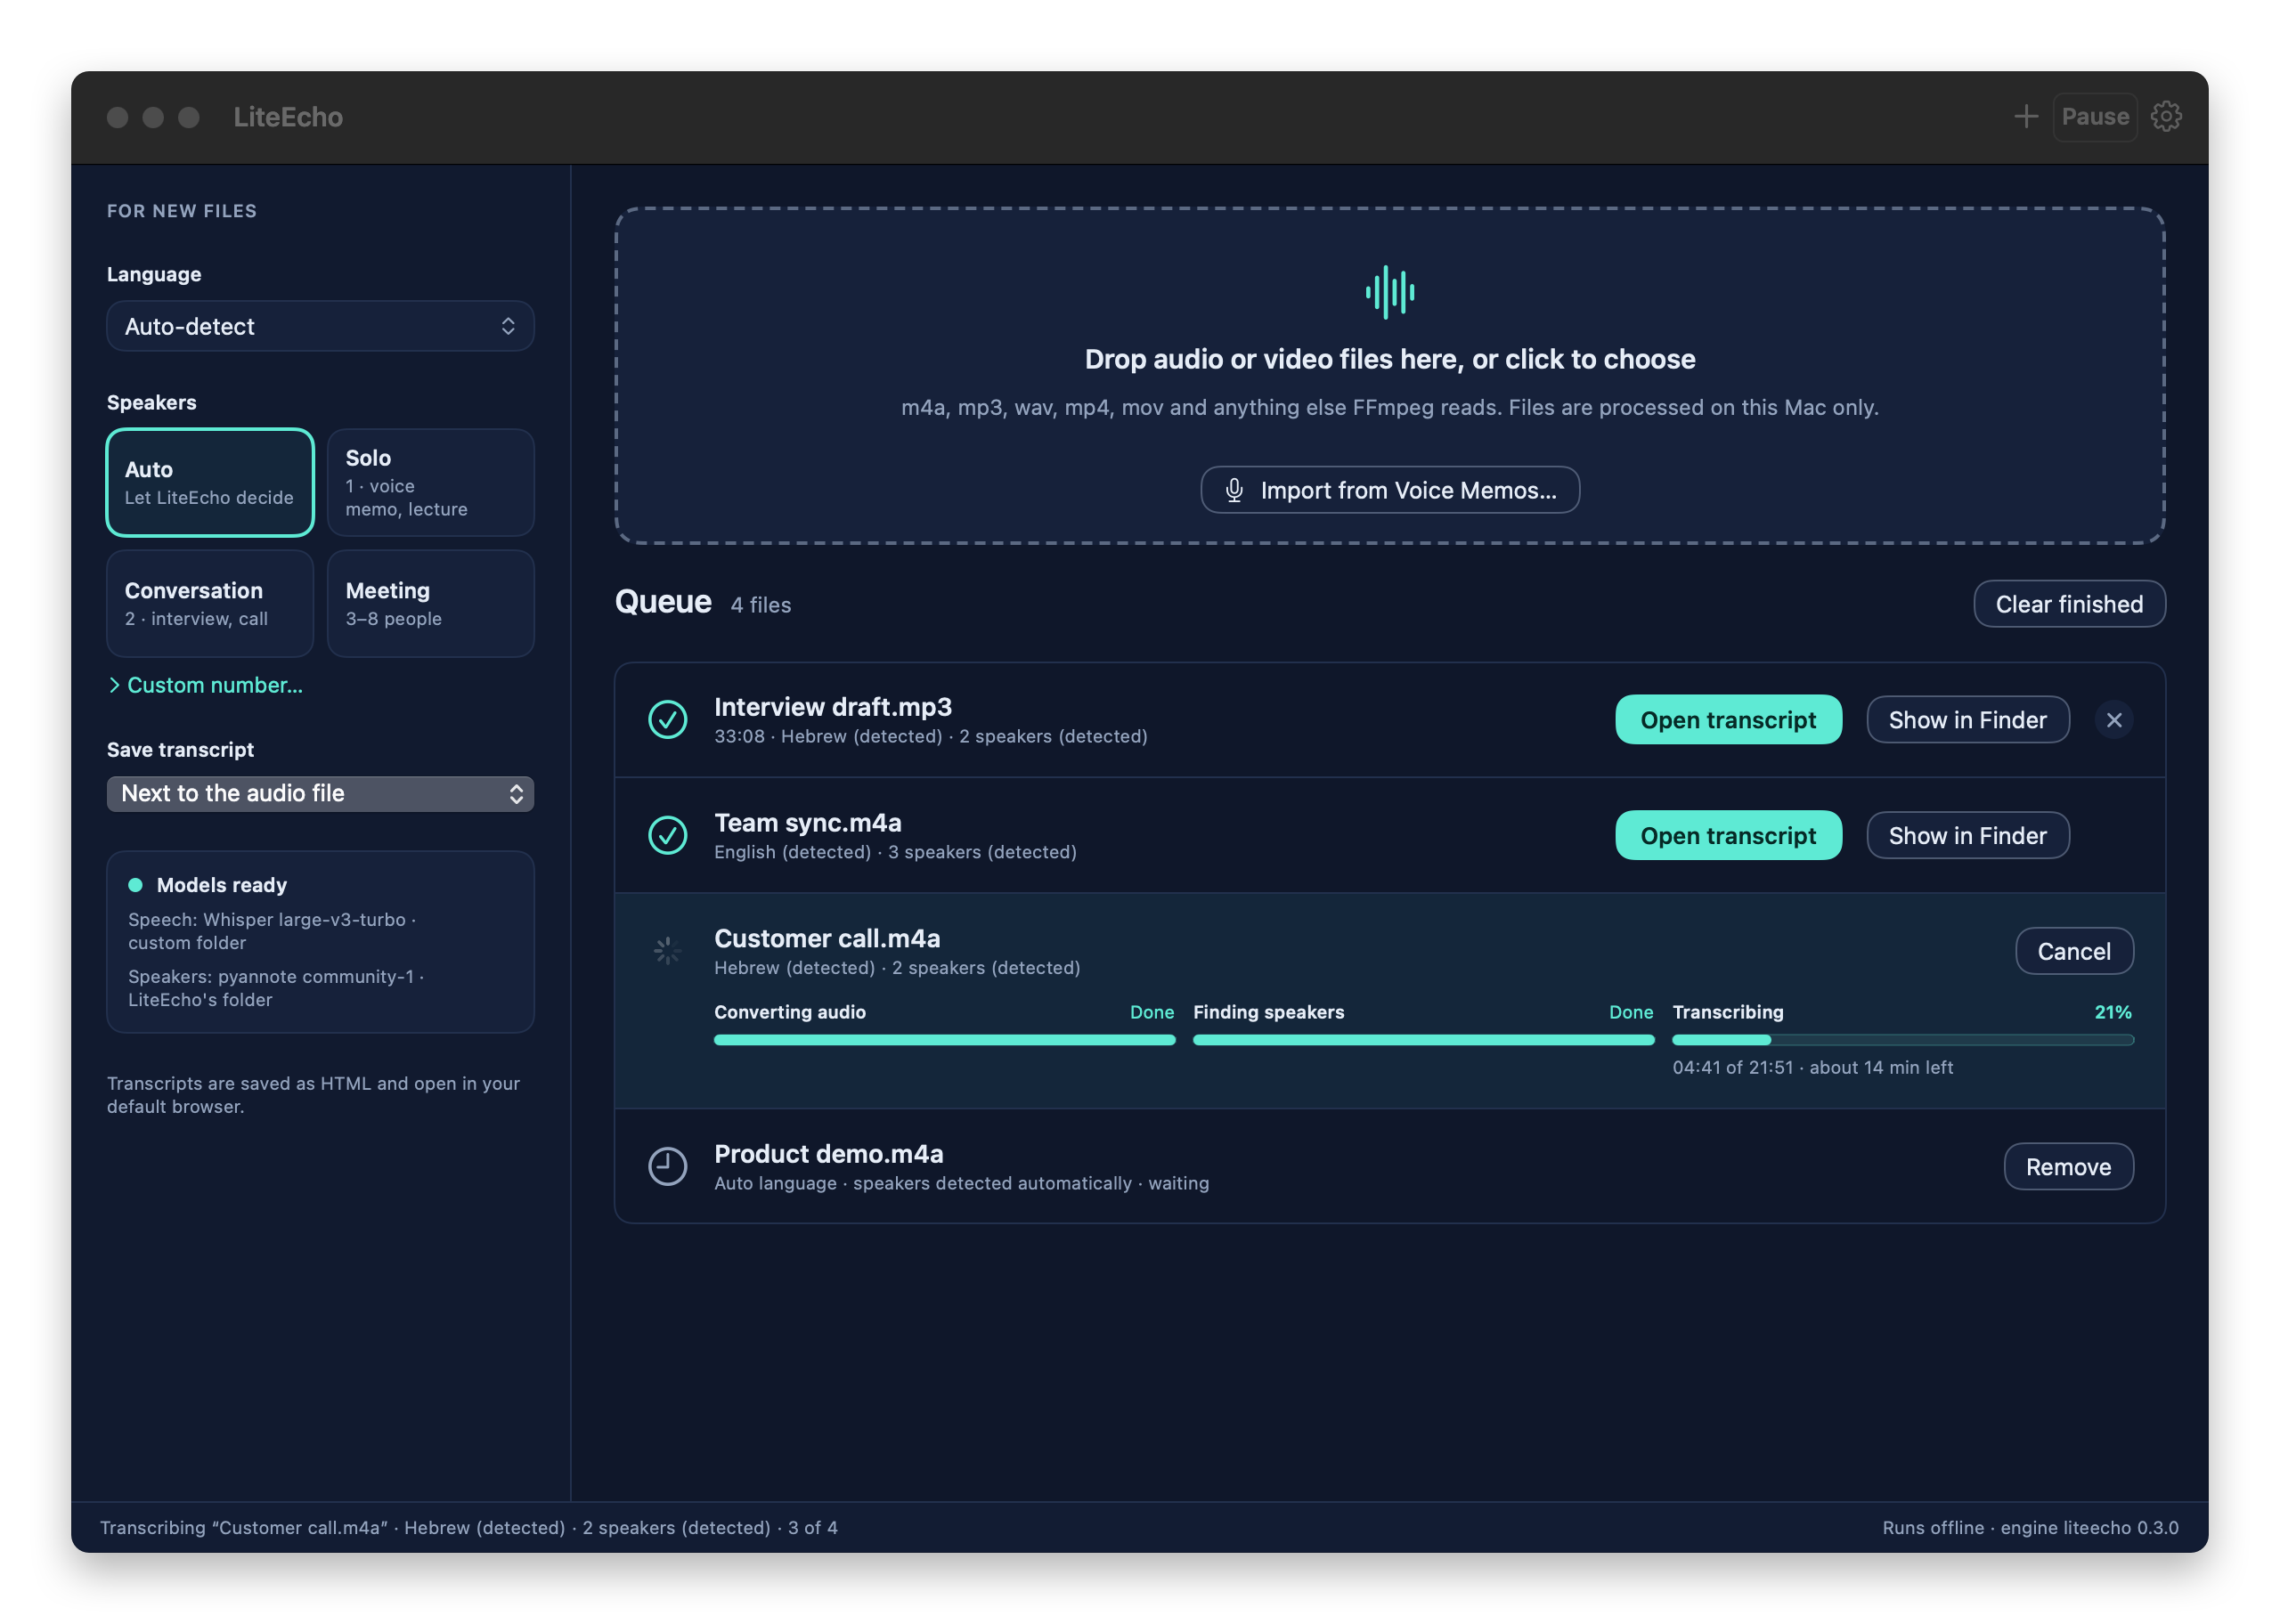 LiteEcho
Pause
FOR NEW FILES
Language
Auto-detect
Speakers
Auto
Let LiteEcho decide
Solo
1 · voice
memo, lecture
Conversation
2 · interview, call
Meeting
3–8 people
Custom number...
Save transcript
Next to the audio file
Models ready
Speech: Whisper large-v3-turbo ·
custom folder
Speakers: pyannote community-1 ·
LiteEcho's folder
Transcripts are saved as HTML and open in your
default browser.
Drop audio or video files here, or click to choose
m4a, mp3, wav, mp4, mov and anything else FFmpeg reads. Files are processed on this Mac only.
Import from Voice Memos...
Queue 4 files
Clear finished
Interview draft.mp3
33:08 · Hebrew (detected) · 2 speakers (detected)
Open transcript
Show in Finder
Team sync.m4a
English (detected) · 3 speakers (detected)
Open transcript
Show in Finder
Customer call.m4a
Hebrew (detected) · 2 speakers (detected)
Cancel
Converting audio Done
Finding speakers Done
Transcribing 21%
04:41 of 21:51 · about 14 min left
Product demo.m4a
Auto language · speakers detected automatically · waiting
Remove
Transcribing “Customer call.m4a” · Hebrew (detected) · 2 speakers (detected) · 3 of 4
Runs offline · engine liteecho 0.3.0